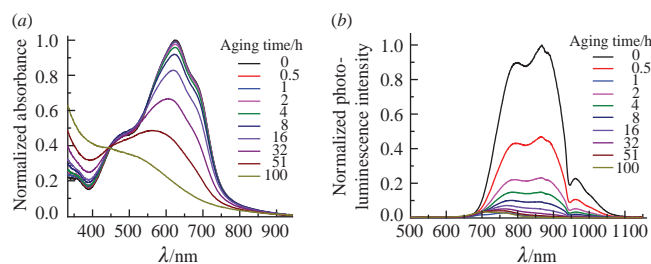 (a)
Normalized absorbance
1.0
0.8
0.6
0.4
0.2
0.0
400 500 600 700 800 900
λ/nm
Aging time/h
0
0.5
1
2
4
8
16
32
51
100
(b)
Normalized photo-
luminescence intensity
1.0
0.8
0.6
0.4
0.2
0
500 600 700 800 900 1000 1100
λ/nm
Aging time/h
0
0.5
1
2
4
8
16
32
51
100